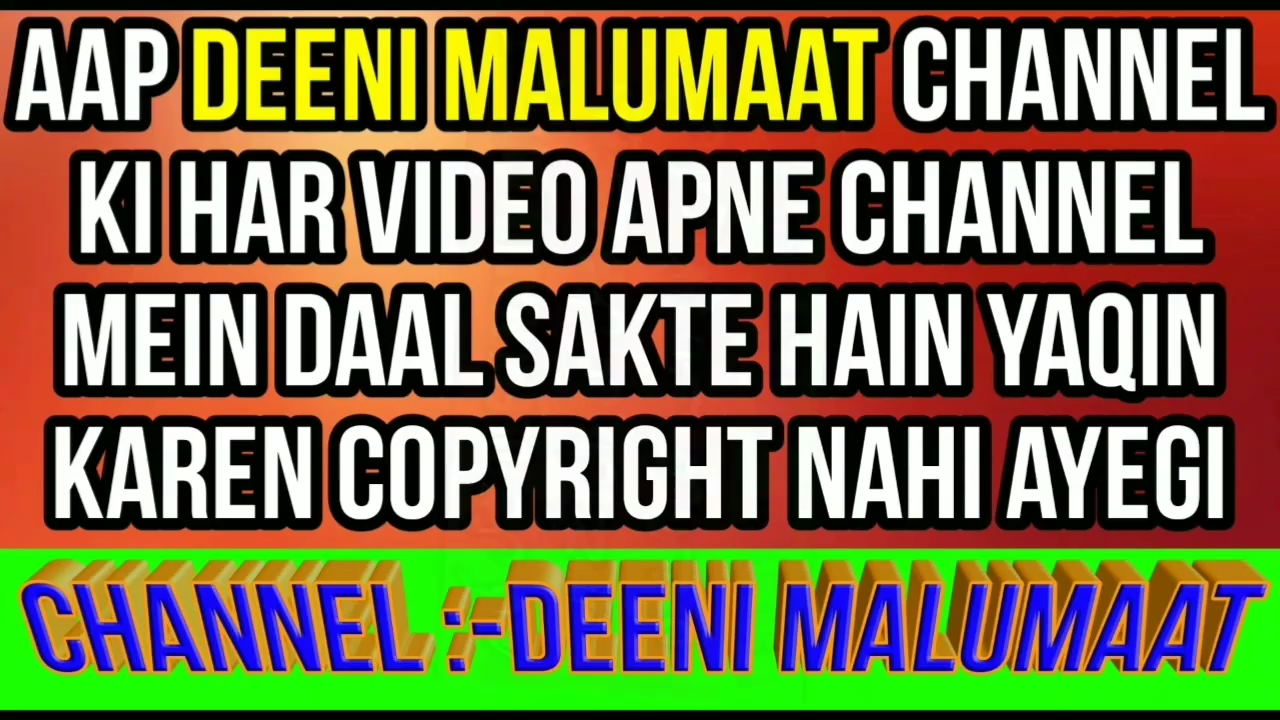 AAP DEENI MALUMAAT CHANNEL
KI HAR VIDEO APNE CHANNEL
MEIN DAAL SAKTE HAIN YAQIN
KAREN COPYRIGHT NAHI AYEGI
CHANNEL :-DEENI MALUMAAT